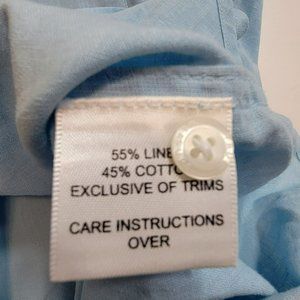 55% LINE
45% COTTO
EXCLUSIVE OF TRIMS
CARE INSTRUCTIONS
OVER